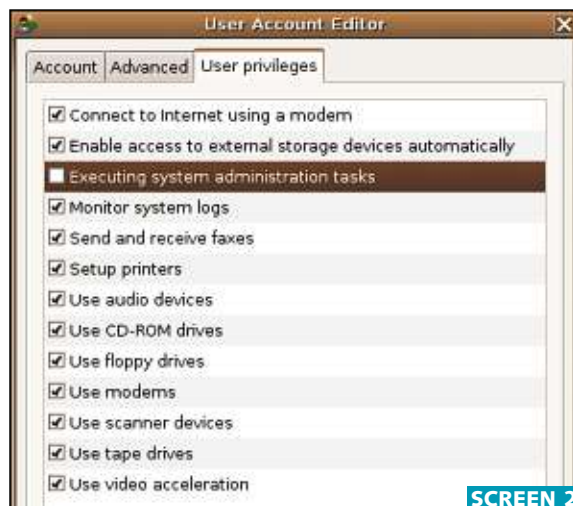 User Account Editor
Account Advanced User privileges
Connect to Internet using a modem
Enable access to external storage devices automatically
Executing system administration tasks
Monitor system logs
Send and receive faxes
Setup printers
Use audio devices
Use CD-ROM drives
Use floppy drives
Use modems
Use scanner devices
Use tape drives
Use video acceleration
SCREEN 2